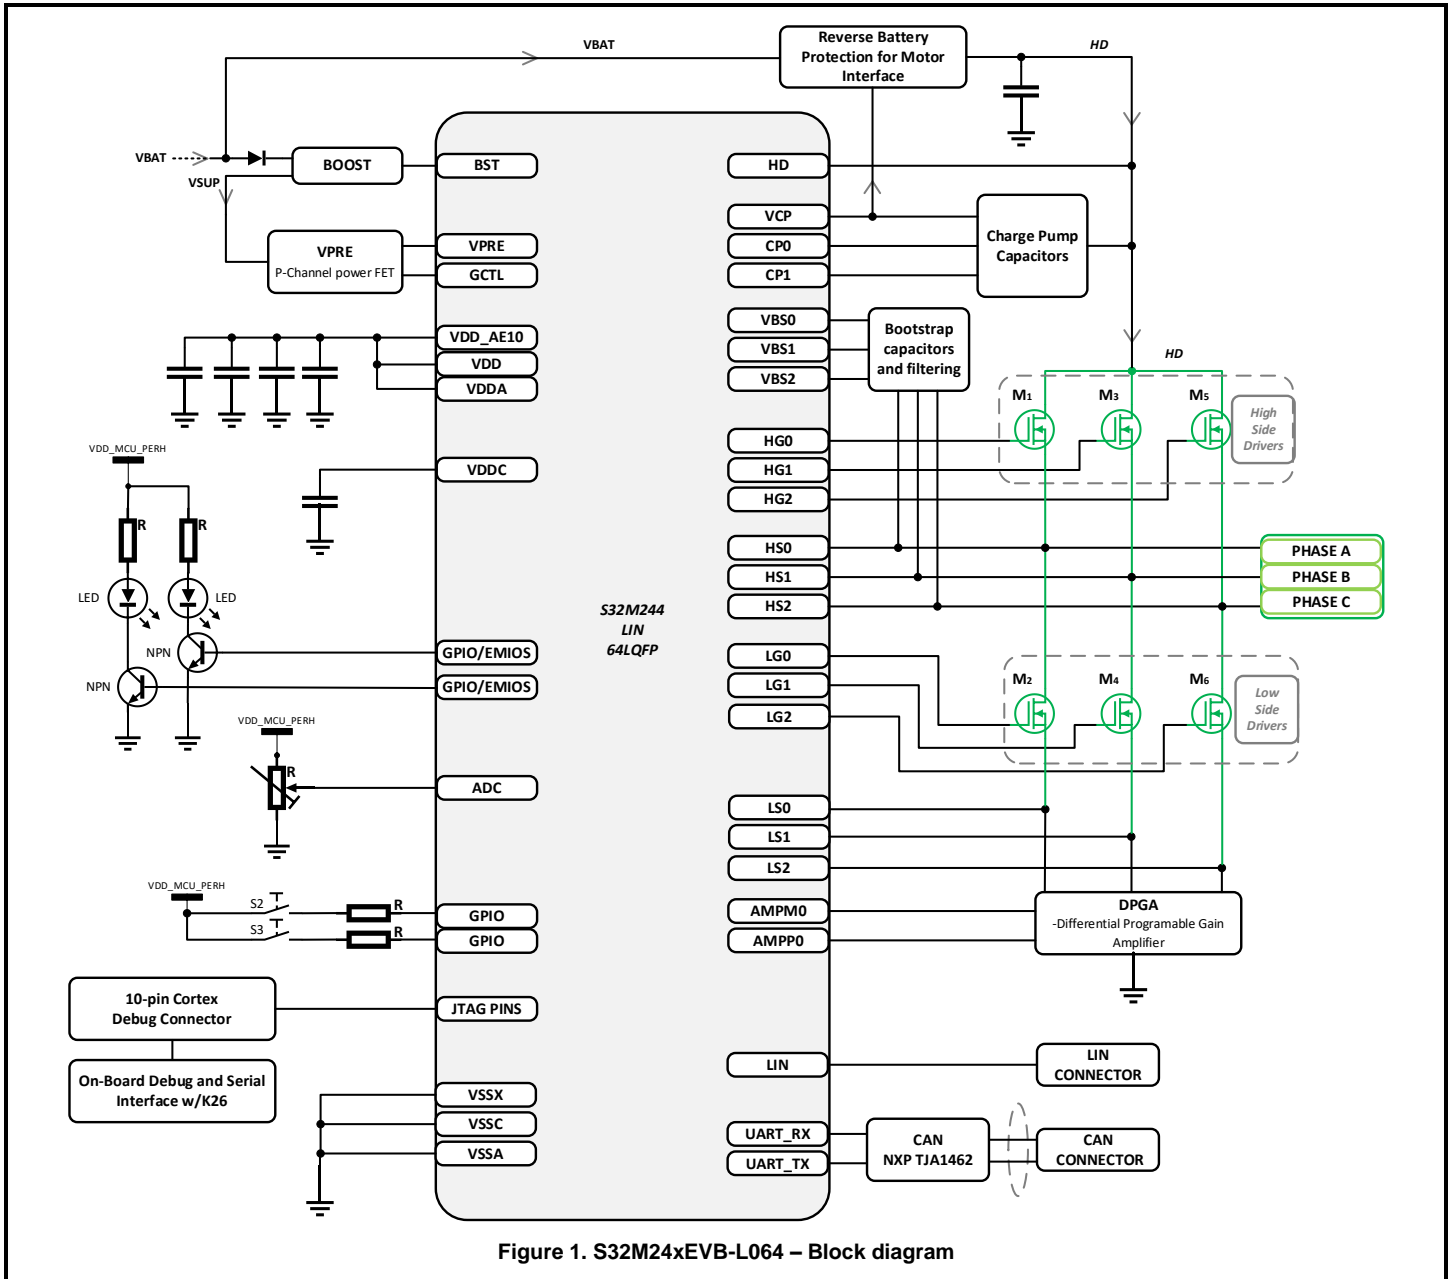 VBAT
Reverse Battery
Protection for Motor
Interface
HD
VBAT
VSUP
BOOST
BST
HD
VPRE
P-Channel power FET
VPRE
GCTL
VCP
CP0
CP1
Charge Pump
Capacitors
VDD_AE10
VDD
VDDA
VBS0
VBS1
VBS2
Bootstrap
capacitors
and filtering
HD
M1
M3
M5
High
Side
Drivers
HG0
HG1
HG2
VDD_MCU_PERH
VDDC
R
R
LED
LED
NPN
NPN
GPIO/EMIOS
GPIO/EMIOS
S32M244
LIN
64LQFP
HS0
HS1
HS2
PHASE A
PHASE B
PHASE C
LG0
LG1
LG2
M2
M4
M6
Low
Side
Drivers
VDD_MCU_PERH
R
ADC
LS0
LS1
LS2
VDD_MCU_PERH
S2
S3
R
R
GPIO
GPIO
AMPM0
AMPP0
DPGA
-Differential Programable Gain
Amplifier
10-pin Cortex
Debug Connector
JTAG PINS
On-Board Debug and Serial
Interface w/K26
LIN
LIN
CONNECTOR
VSSX
VSSC
VSSA
UART_RX
UART_TX
CAN
NXP TJA1462
CAN
CONNECTOR
Figure 1. S32M24xEVB-L064 – Block diagram